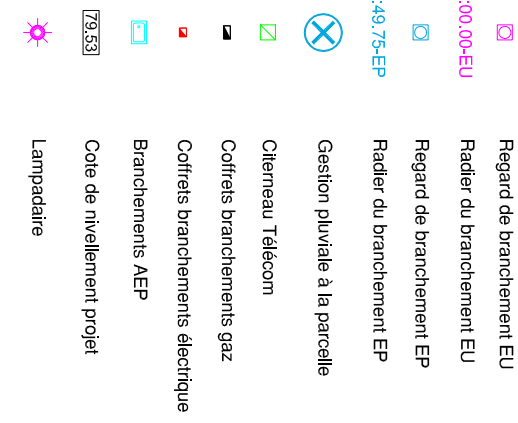 Regard de branchement EU
:00.00-EU Radier du branchement EU
Regard de branchement EP
:49.75-EP Radier du branchement EP
Gestion pluviale à la parcelle
Citerneau Télécom
Coffrets branchements gaz
Coffrets branchements électrique
Branchements AEP
79.53 Cote de nivellement projet
Lampadaire